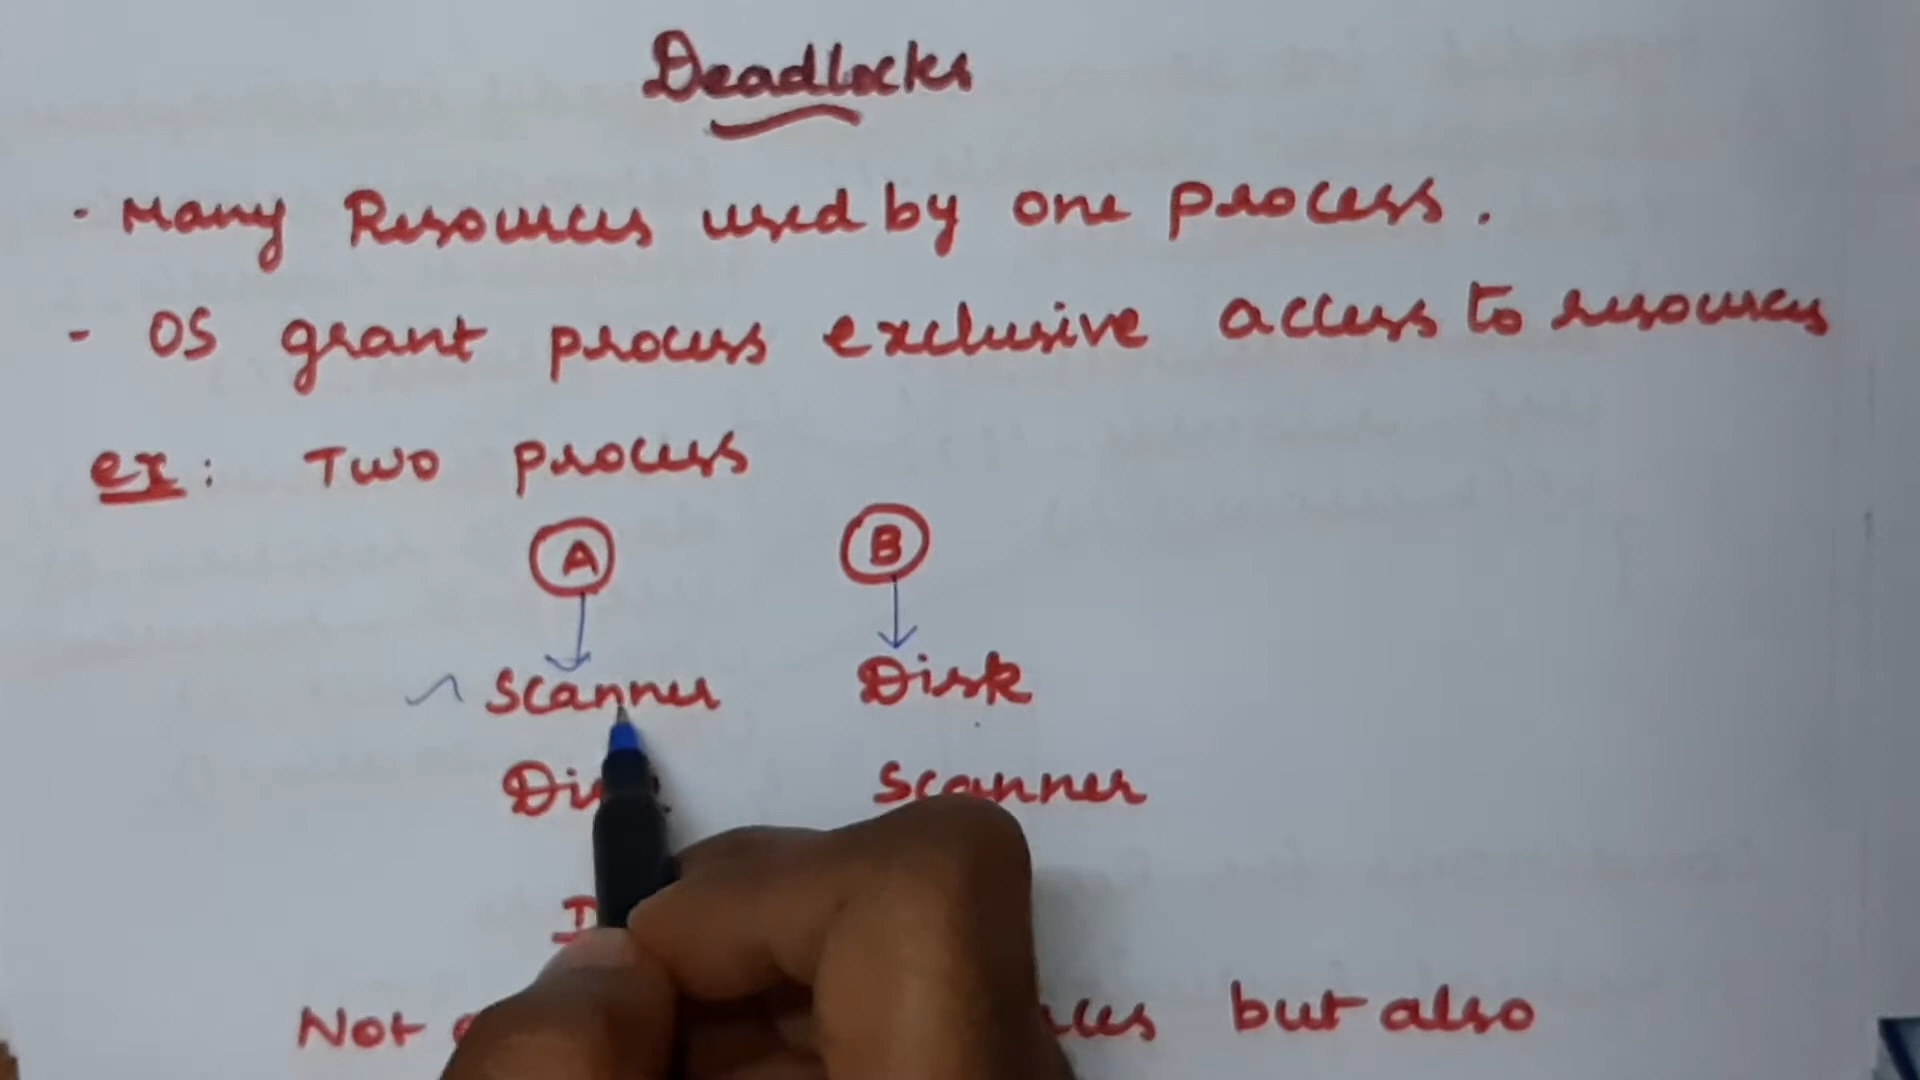 Deadlocks
· Many Resources used by one process.
- OS grant process exclusive access to resources
ex: Two process
A B
Scanner Disk
Scanner
Not but also